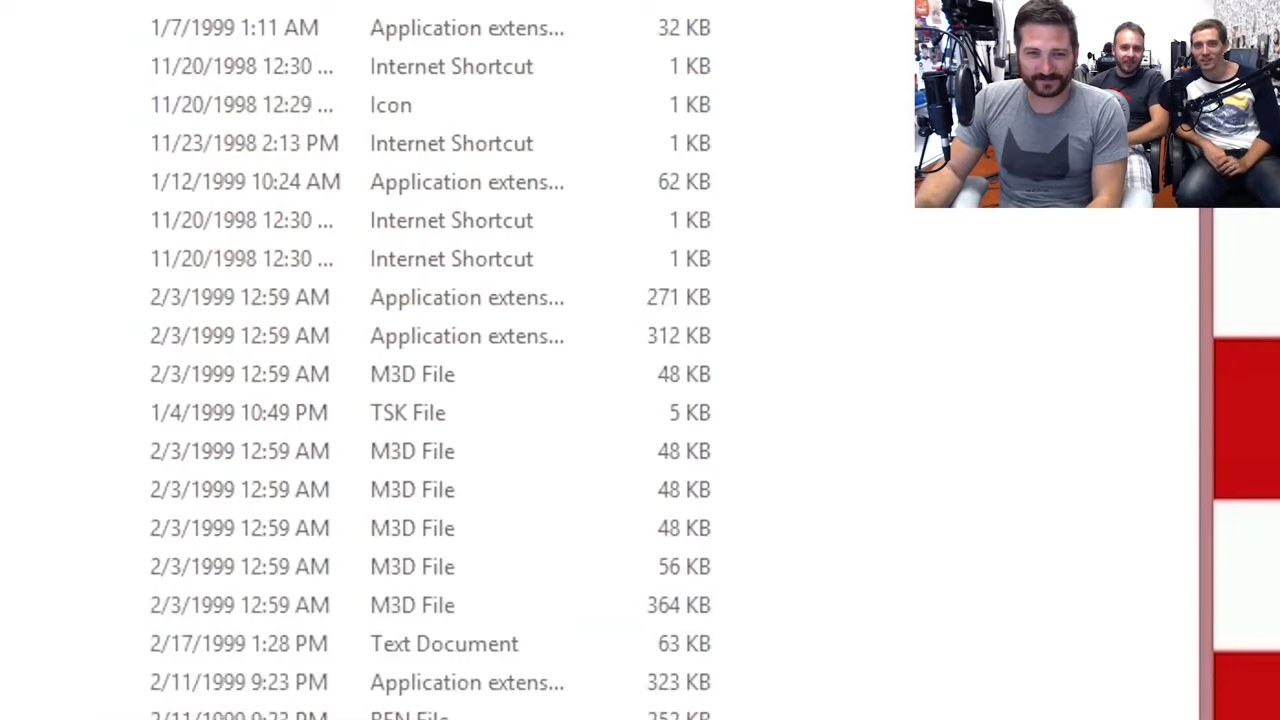 1/7/1999 1:11 AM Application extens... 32 KB
11/20/1998 12:30 ... Internet Shortcut 1 KB
11/20/1998 12:29 ... Icon 1 KB
11/23/1998 2:13 PM Internet Shortcut 1 KB
1/12/1999 10:24 AM Application extens... 62 KB
11/20/1998 12:30 ... Internet Shortcut 1 KB
11/20/1998 12:30 ... Internet Shortcut 1 KB
2/3/1999 12:59 AM Application extens... 271 KB
2/3/1999 12:59 AM Application extens... 312 KB
2/3/1999 12:59 AM M3D File 48 KB
1/4/1999 10:49 PM TSK File 5 KB
2/3/1999 12:59 AM M3D File 48 KB
2/3/1999 12:59 AM M3D File 48 KB
2/3/1999 12:59 AM M3D File 48 KB
2/3/1999 12:59 AM M3D File 56 KB
2/3/1999 12:59 AM M3D File 364 KB
2/17/1999 1:28 PM Text Document 63 KB
2/11/1999 9:23 PM Application extens... 323 KB
2/11/1999 9:23 PM File 252 KB